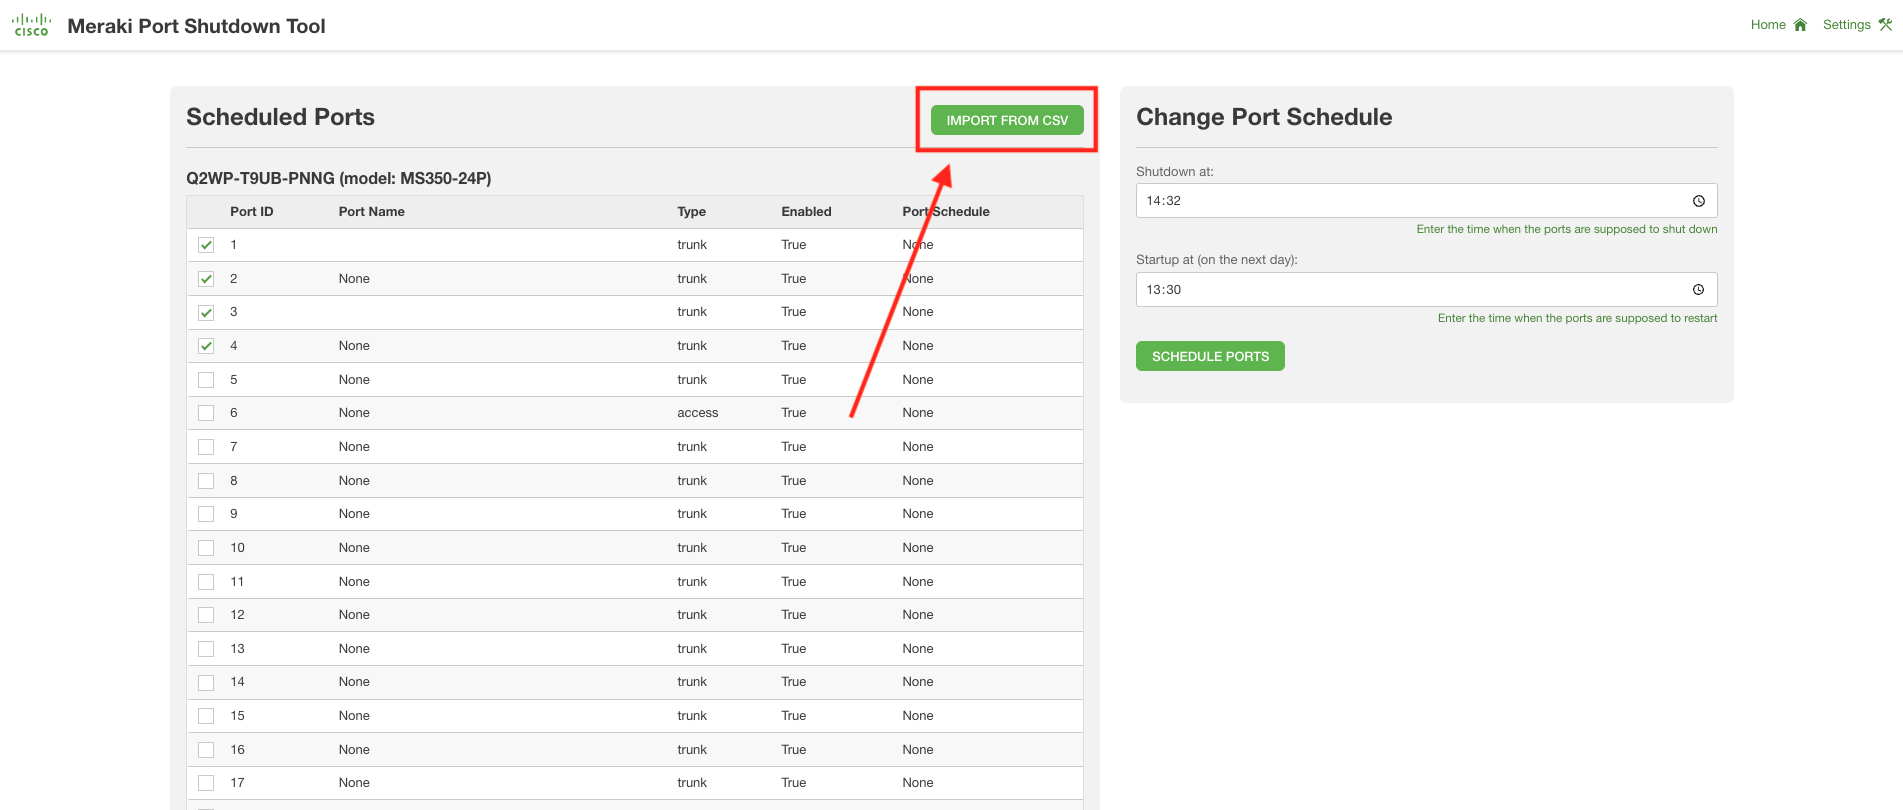 CISCO Meraki Port Shutdown Tool Home Settings
Scheduled Ports
IMPORT FROM CSV
Q2WP-T9UB-PNNG (model: MS350-24P)
Port ID Port Name Type Enabled Port Schedule
1 trunk True None
2 None trunk True None
3 trunk True None
4 None trunk True None
5 None trunk True None
6 None access True None
7 None trunk True None
8 None trunk True None
9 None trunk True None
10 None trunk True None
11 None trunk True None
12 None trunk True None
13 None trunk True None
14 None trunk True None
15 None trunk True None
16 None trunk True None
17 None trunk True None
Change Port Schedule
Shutdown at:
14:32
Enter the time when the ports are supposed to shut down
Startup at (on the next day):
13:30
Enter the time when the ports are supposed to restart
SCHEDULE PORTS